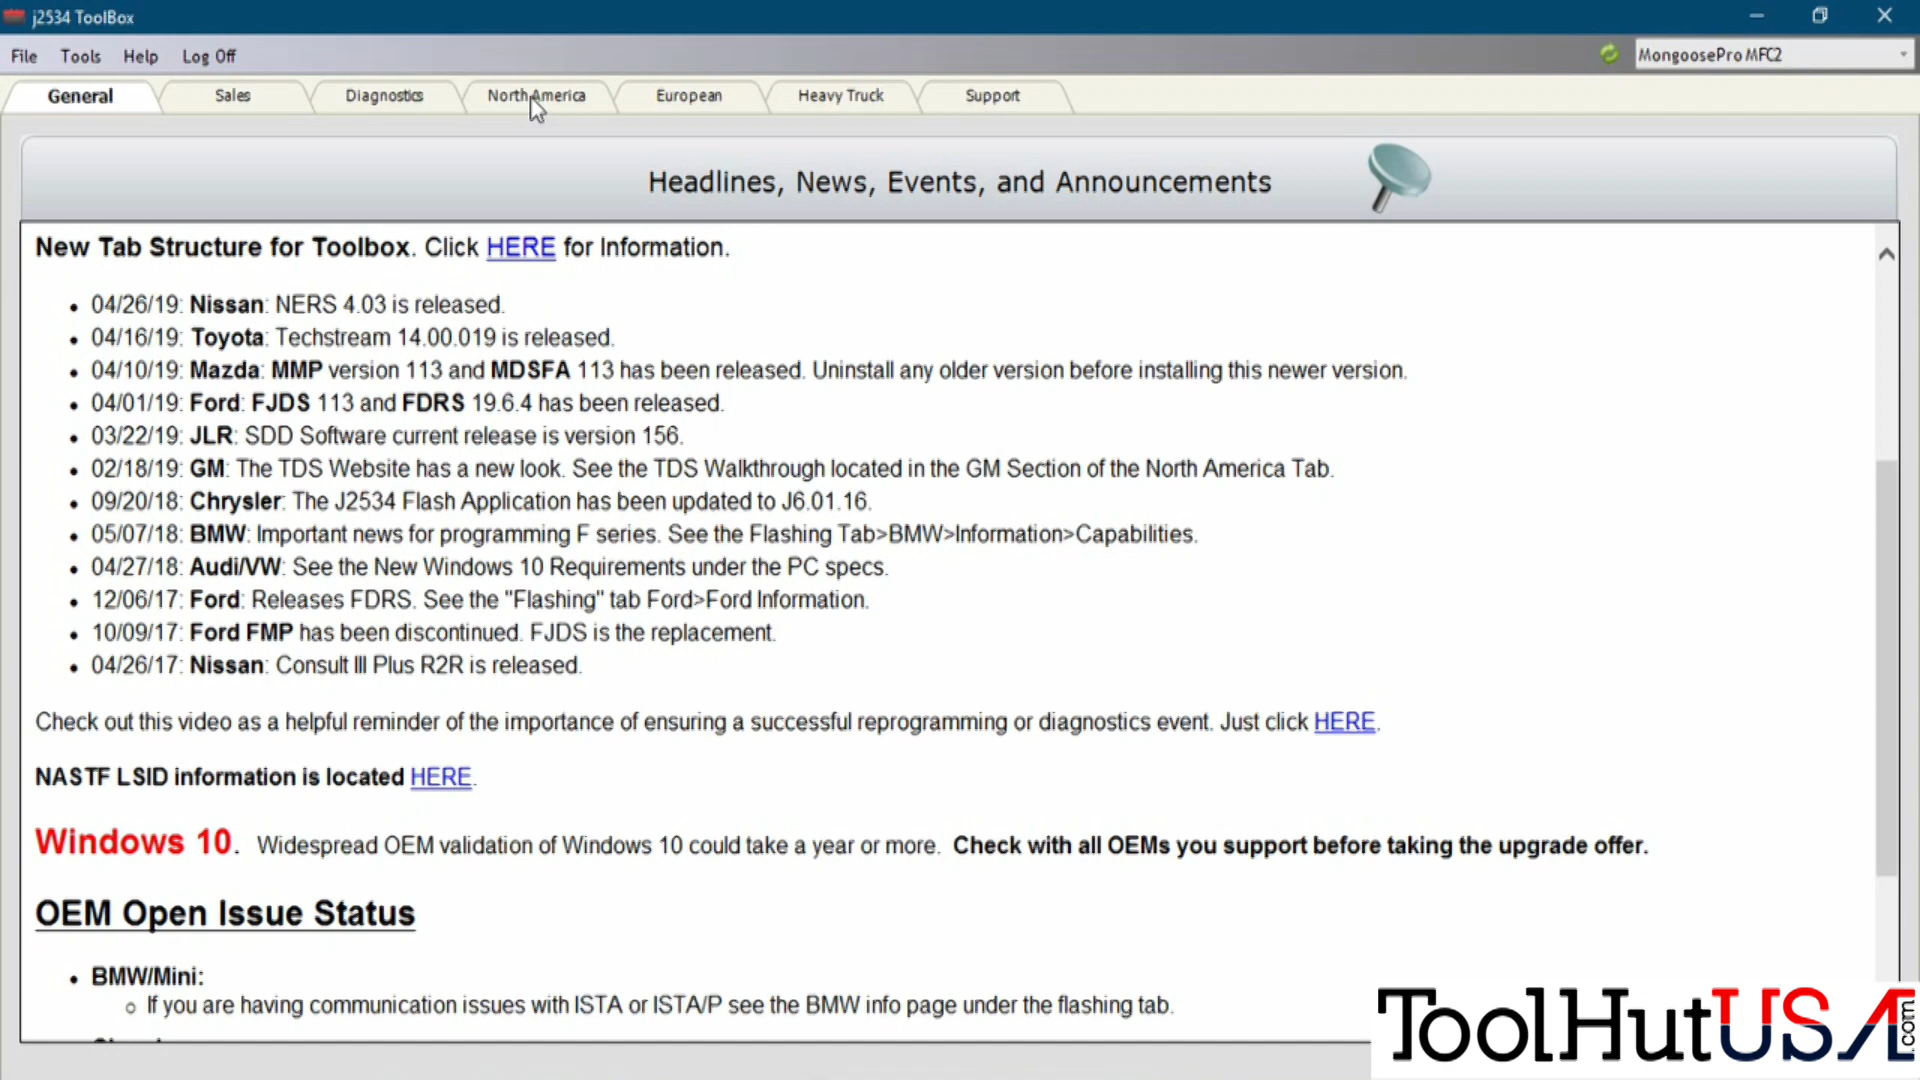 j2534 ToolBox
File Tools Help Log Off
MongoosePro MFC2
General Sales Diagnostics North America European Heavy Truck Support
Headlines, News, Events, and Announcements
New Tab Structure for Toolbox. Click HERE for Information.
• 04/26/19: Nissan: NERS 4.03 is released.
• 04/16/19: Toyota: Techstream 14.00.019 is released.
• 04/10/19: Mazda: MMP version 113 and MDSFA 113 has been released. Uninstall any older version before installing this newer version.
• 04/01/19: Ford: FJDS 113 and FDRS 19.6.4 has been released.
• 03/22/19: JLR: SDD Software current release is version 156.
• 02/18/19: GM: The TDS Website has a new look. See the TDS Walkthrough located in the GM Section of the North America Tab.
• 09/20/18: Chrysler: The J2534 Flash Application has been updated to J6.01.16.
• 05/07/18: BMW: Important news for programming F series. See the Flashing Tab>BMW>Information>Capabilities.
• 04/27/18: Audi/VW: See the New Windows 10 Requirements under the PC specs.
• 12/06/17: Ford: Releases FDRS. See the "Flashing" tab Ford>Ford Information.
• 10/09/17: Ford FMP has been discontinued. FJDS is the replacement.
• 04/26/17: Nissan: Consult III Plus R2R is released.
Check out this video as a helpful reminder of the importance of ensuring a successful reprogramming or diagnostics event. Just click HERE.
NASTF LSID information is located HERE.
Windows 10. Widespread OEM validation of Windows 10 could take a year or more. Check with all OEMs you support before taking the upgrade offer.
OEM Open Issue Status
• BMW/Mini:
○ If you are having communication issues with ISTA or ISTA/P see the BMW info page under the flashing tab.
ToolHutUSA.com